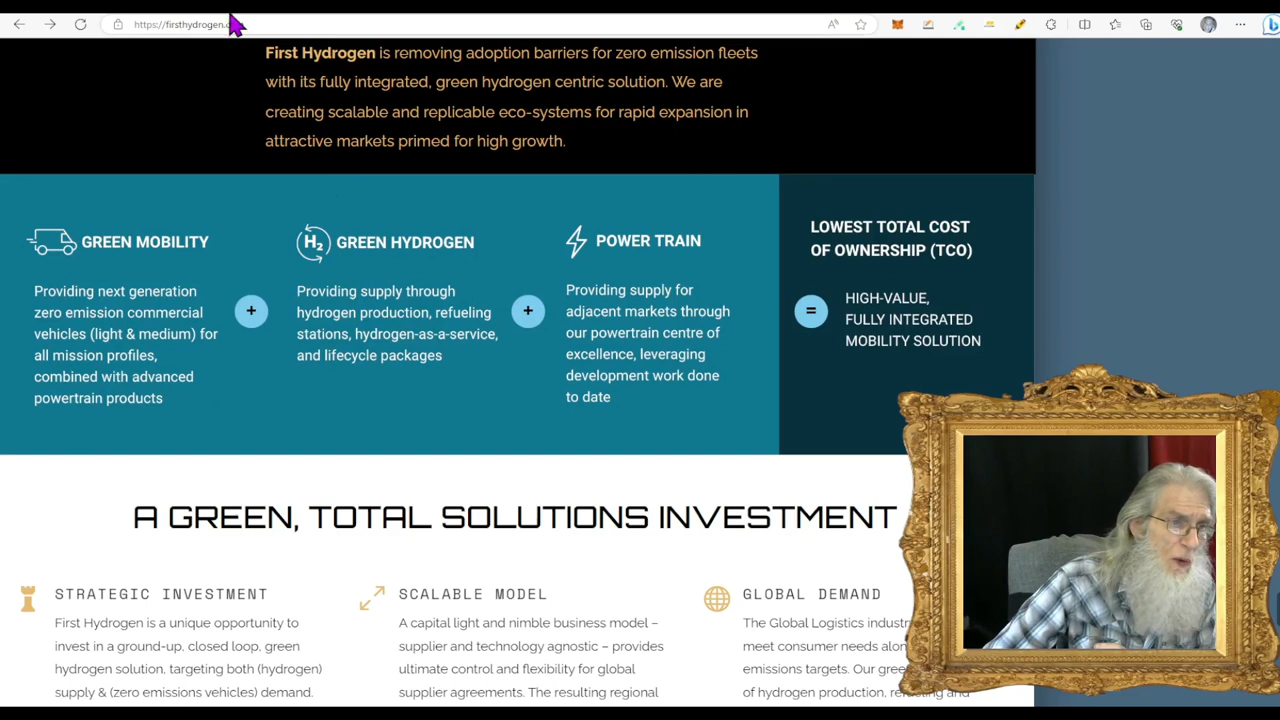 https://firsthydrogen.
First Hydrogen is removing adoption barriers for zero emission fleets
with its fully integrated, green hydrogen centric solution. We are
creating scalable and replicable eco-systems for rapid expansion in
attractive markets primed for high growth.
GREEN MOBILITY
Providing next generation
zero emission commercial
vehicles (light & medium) for
all mission profiles,
combined with advanced
powertrain products
+
H2 GREEN HYDROGEN
Providing supply through
hydrogen production, refueling
stations, hydrogen-as-a-service,
and lifecycle packages
+
POWER TRAIN
Providing supply for
adjacent markets through
our powertrain centre of
excellence, leveraging
development work done
to date
=
LOWEST TOTAL COST
OF OWNERSHIP (TCO)
HIGH-VALUE,
FULLY INTEGRATED
MOBILITY SOLUTION
A GREEN, TOTAL SOLUTIONS INVESTMENT
STRATEGIC INVESTMENT
First Hydrogen is a unique opportunity to
invest in a ground-up, closed loop, green
hydrogen solution, targeting both (hydrogen)
supply & (zero emissions vehicles) demand.
SCALABLE MODEL
A capital light and nimble business model –
supplier and technology agnostic – provides
ultimate control and flexibility for global
supplier agreements. The resulting regional
GLOBAL DEMAND
The Global Logistics
meet consumer needs
emissions targets. Our
of hydrogen production, refueling and